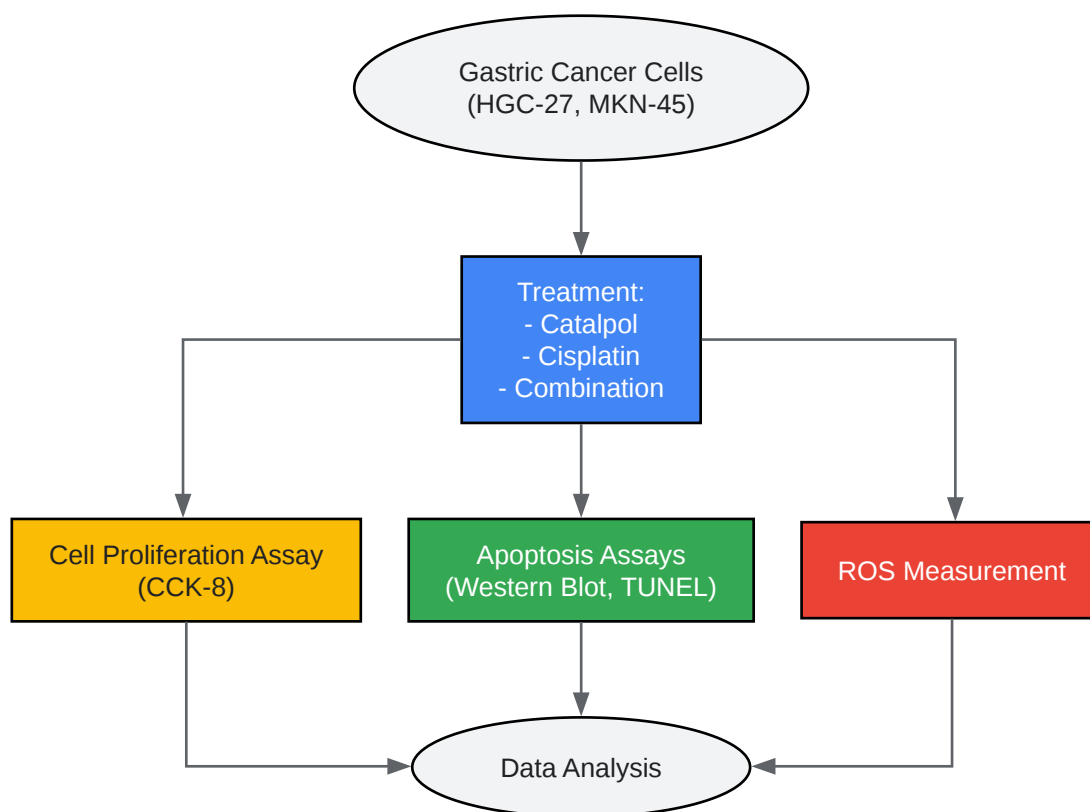 Gastric Cancer Cells
(HGC-27, MKN-45)
Treatment:
- Catalpol
- Cisplatin
- Combination
Cell Proliferation Assay
(CCK-8)
Apoptosis Assays
(Western Blot, TUNEL)
ROS Measurement
Data Analysis